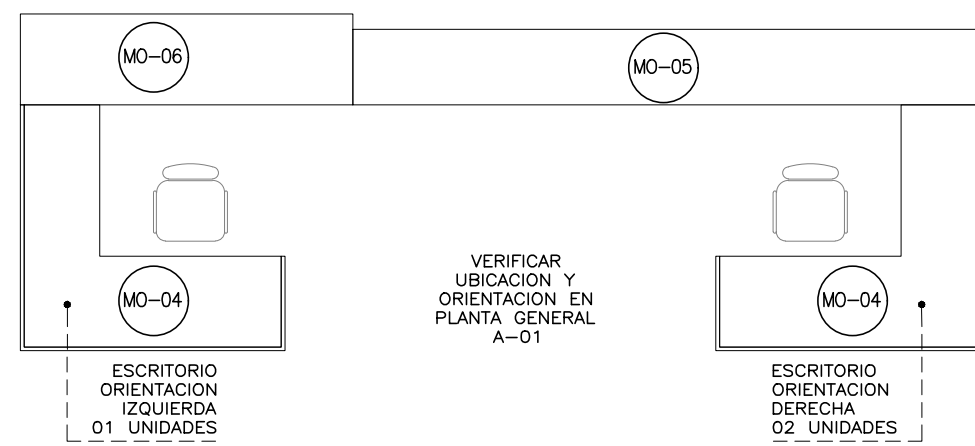 MO-06
MO-05
VERIFICAR
UBICACION Y
ORIENTACION EN
PLANTA GENERAL
A-01
MO-04
MO-04
ESCRITORIO
ORIENTACION
IZQUIERDA
01 UNIDADES
ESCRITORIO
ORIENTACION
DERECHA
02 UNIDADES